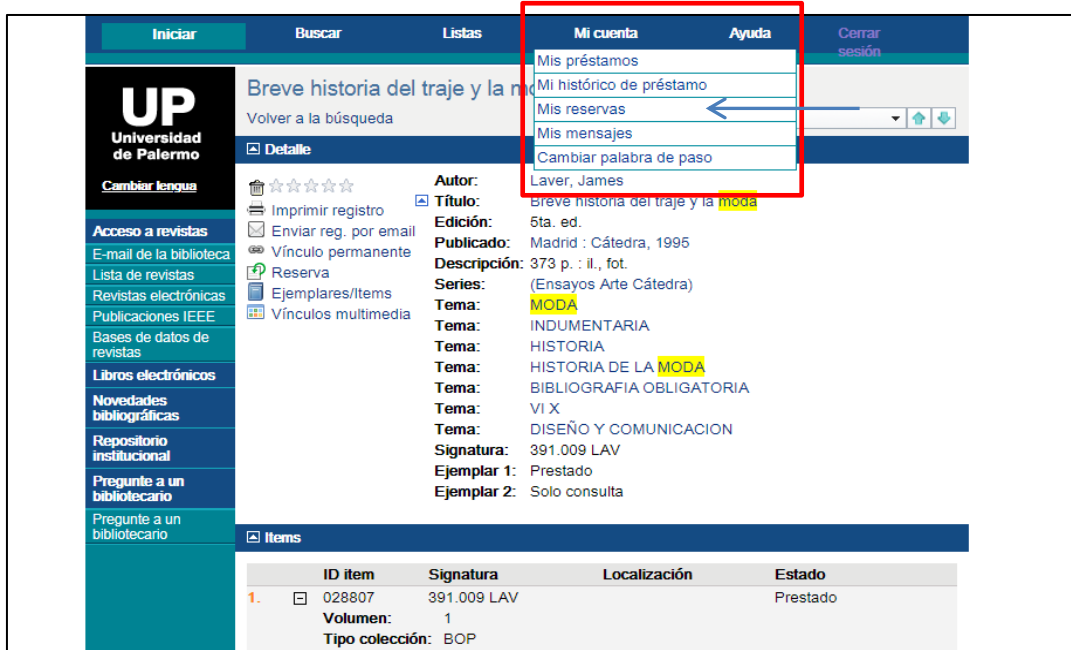 Iniciar Buscar Listas Mi cuenta Ayuda Cerrar sesión
Mis préstamos
Mi histórico de préstamo
Mis reservas
Mis mensajes
Cambiar palabra de paso
UP
Universidad
de Palermo
Cambiar lengua
Acceso a revistas
E-mail de la biblioteca
Lista de revistas
Revistas electrónicas
Publicaciones IEEE
Bases de datos de
revistas
Libros electrónicos
Novedades
bibliográficas
Repositorio
institucional
Pregunte a un
bibliotecario
Pregunte a un
bibliotecario
Breve historia del traje y la
Volver a la búsqueda
Detalle
Imprimir registro
Enviar reg. por email
Vínculo permanente
Reserva
Ejemplares/Items
Vínculos multimedia
Autor: Laver, James
Título: Breve historia del traje y la moda
Edición: 5ta. ed.
Publicado: Madrid : Cátedra, 1995
Descripción: 373 p. : il., fot.
Series: (Ensayos Arte Cátedra)
Tema: MODA
Tema: INDUMENTARIA
Tema: HISTORIA
Tema: HISTORIA DE LA MODA
Tema: BIBLIOGRAFIA OBLIGATORIA
Tema: VI X
Tema: DISEÑO Y COMUNICACION
Signatura: 391.009 LAV
Ejemplar 1: Prestado
Ejemplar 2: Solo consulta
Items
ID item Signatura Localización Estado
1. 028807 391.009 LAV Prestado
Volumen: 1
Tipo colección: BOP